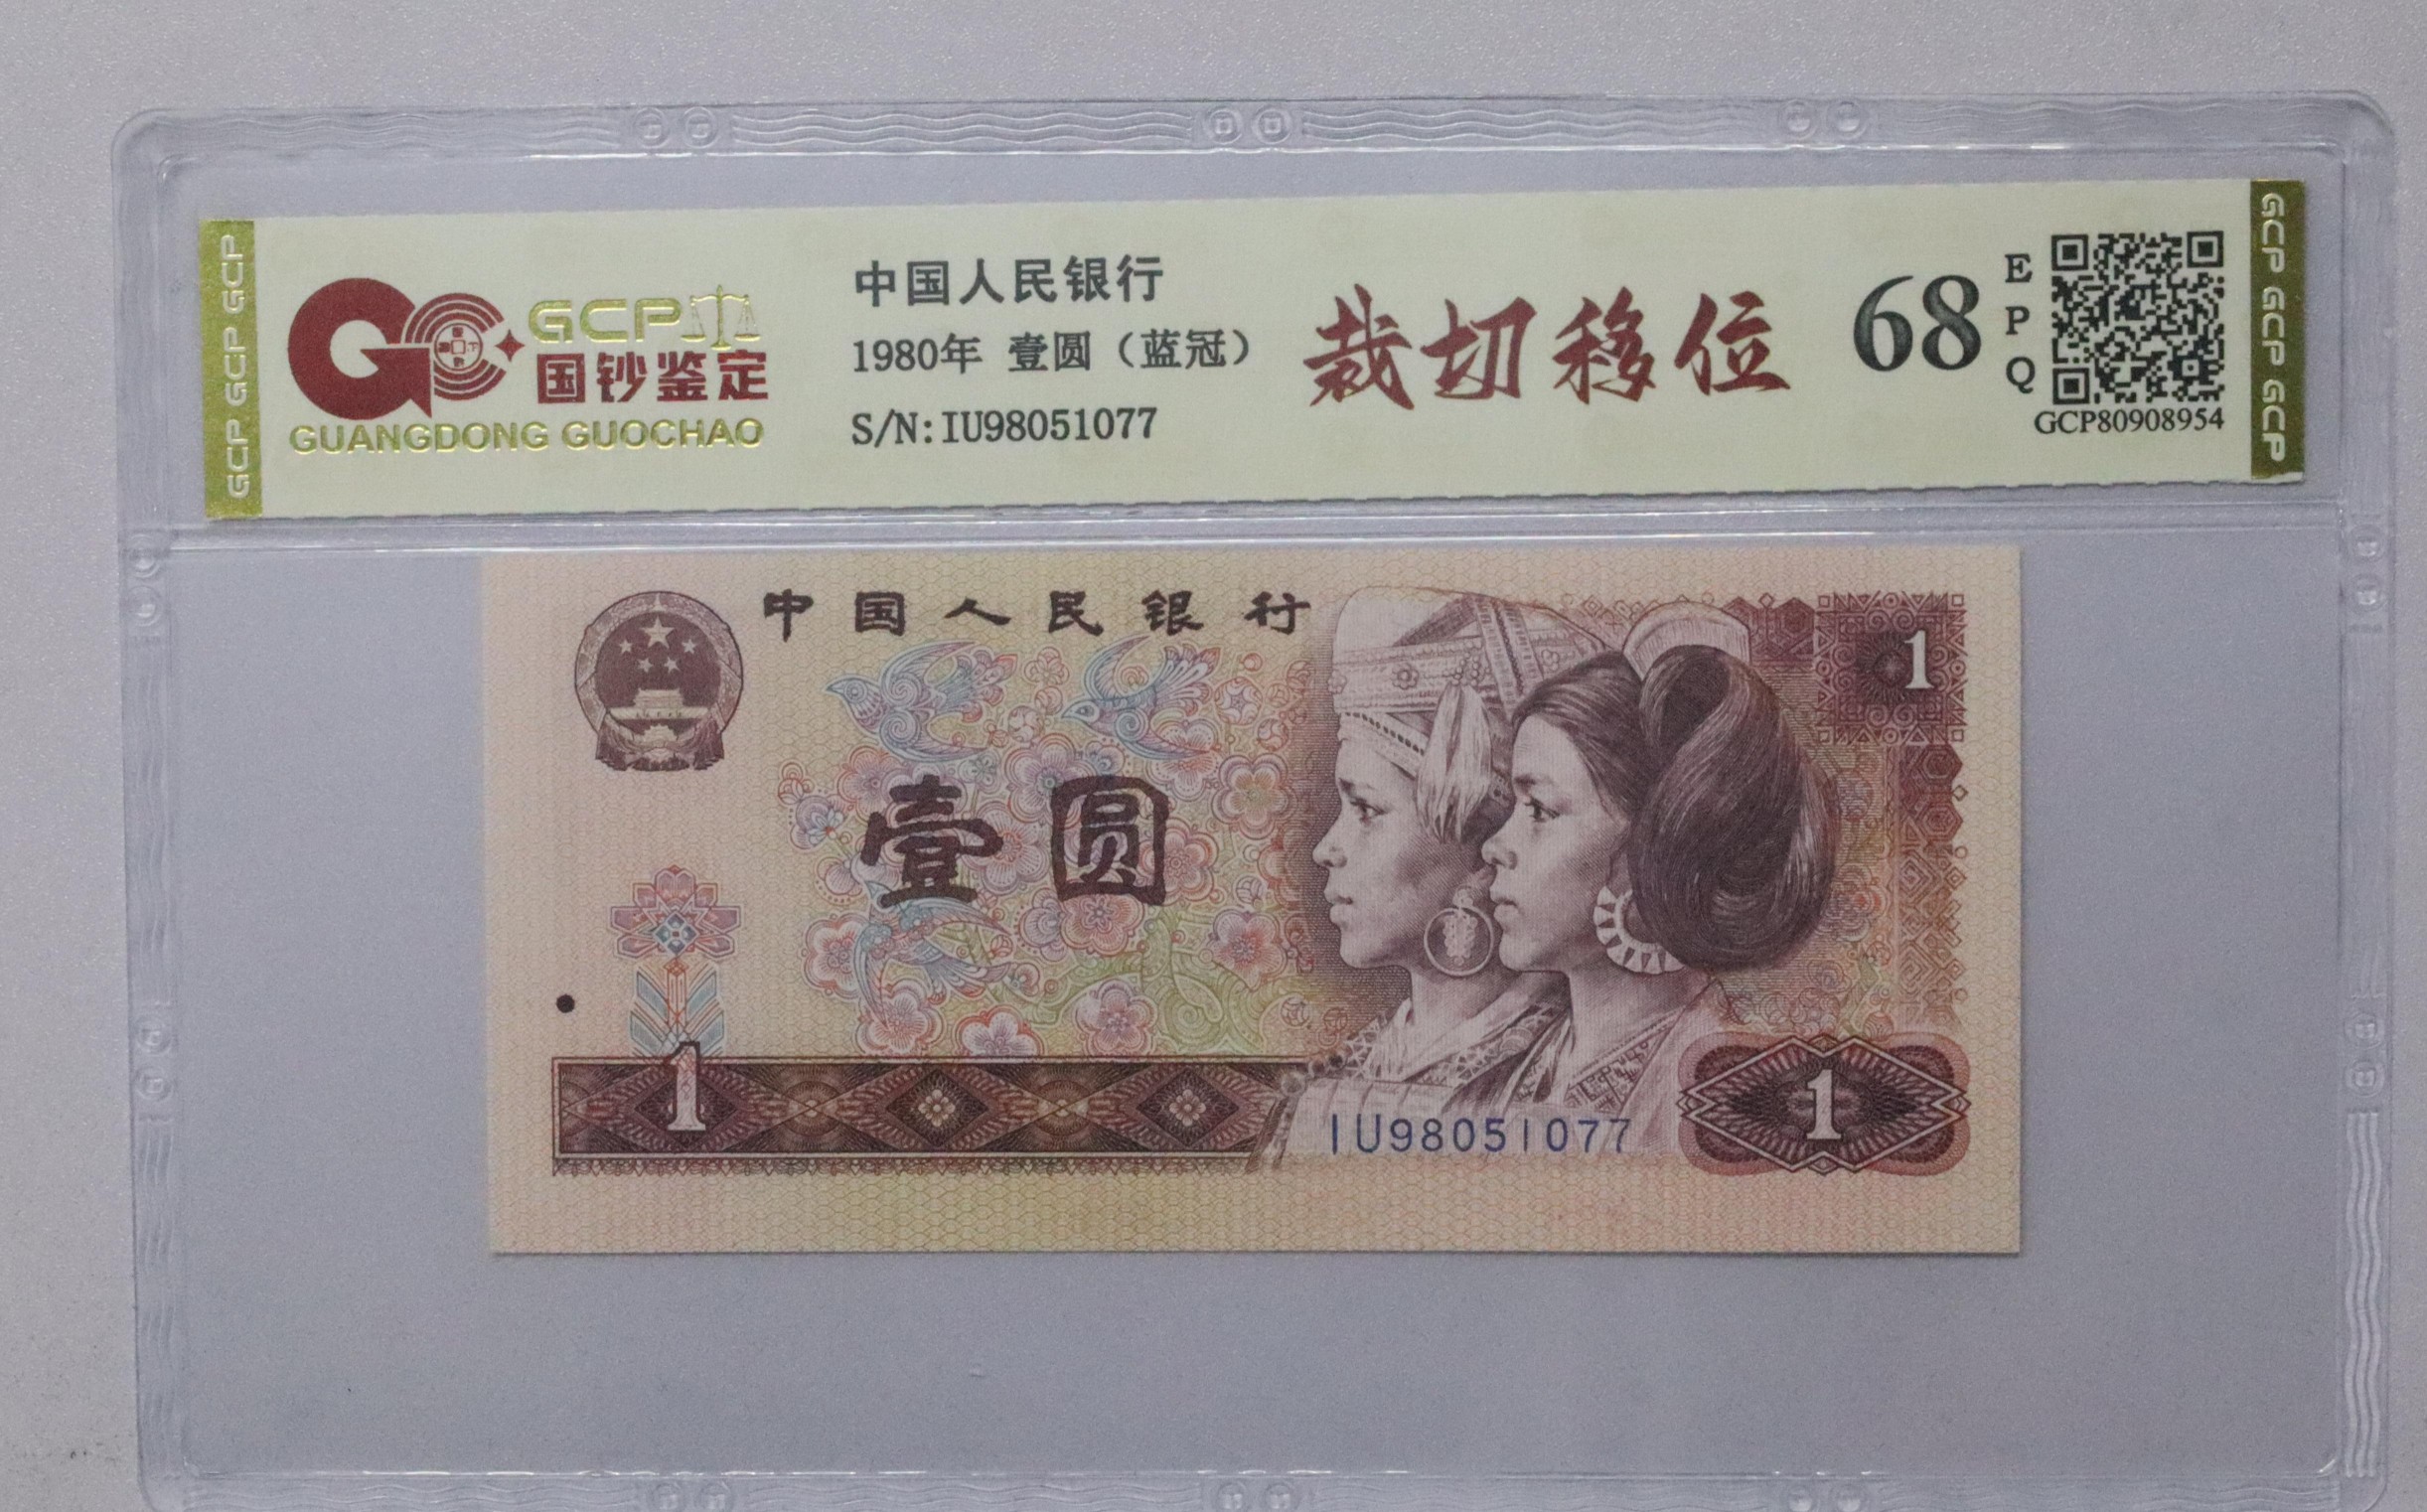 GCP GCP GCP
GCP
国钞鉴定
GUANGDONG GUOCHAO
中国人民银行
1980年 壹圆（蓝冠）
S/N:IU98051077
裁切移位
68
EPQ
GCP80908954
GCP GCP GCP
中国人民银行
1
壹圆
1
IU98051077
1